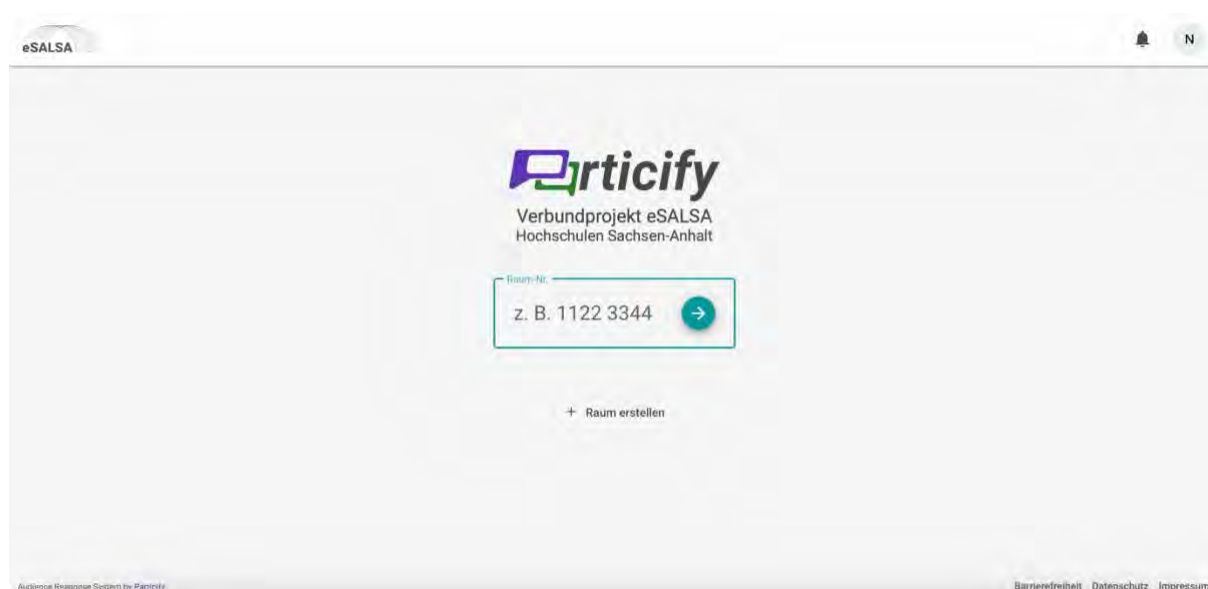 eSALSA
N
Particify
Verbundprojekt eSALSA
Hochschulen Sachsen-Anhalt
Raum-Nr.
z. B. 1122 3344
+ Raum erstellen
Audience Response System by Particify
Barrierefreiheit Datenschutz Impressum